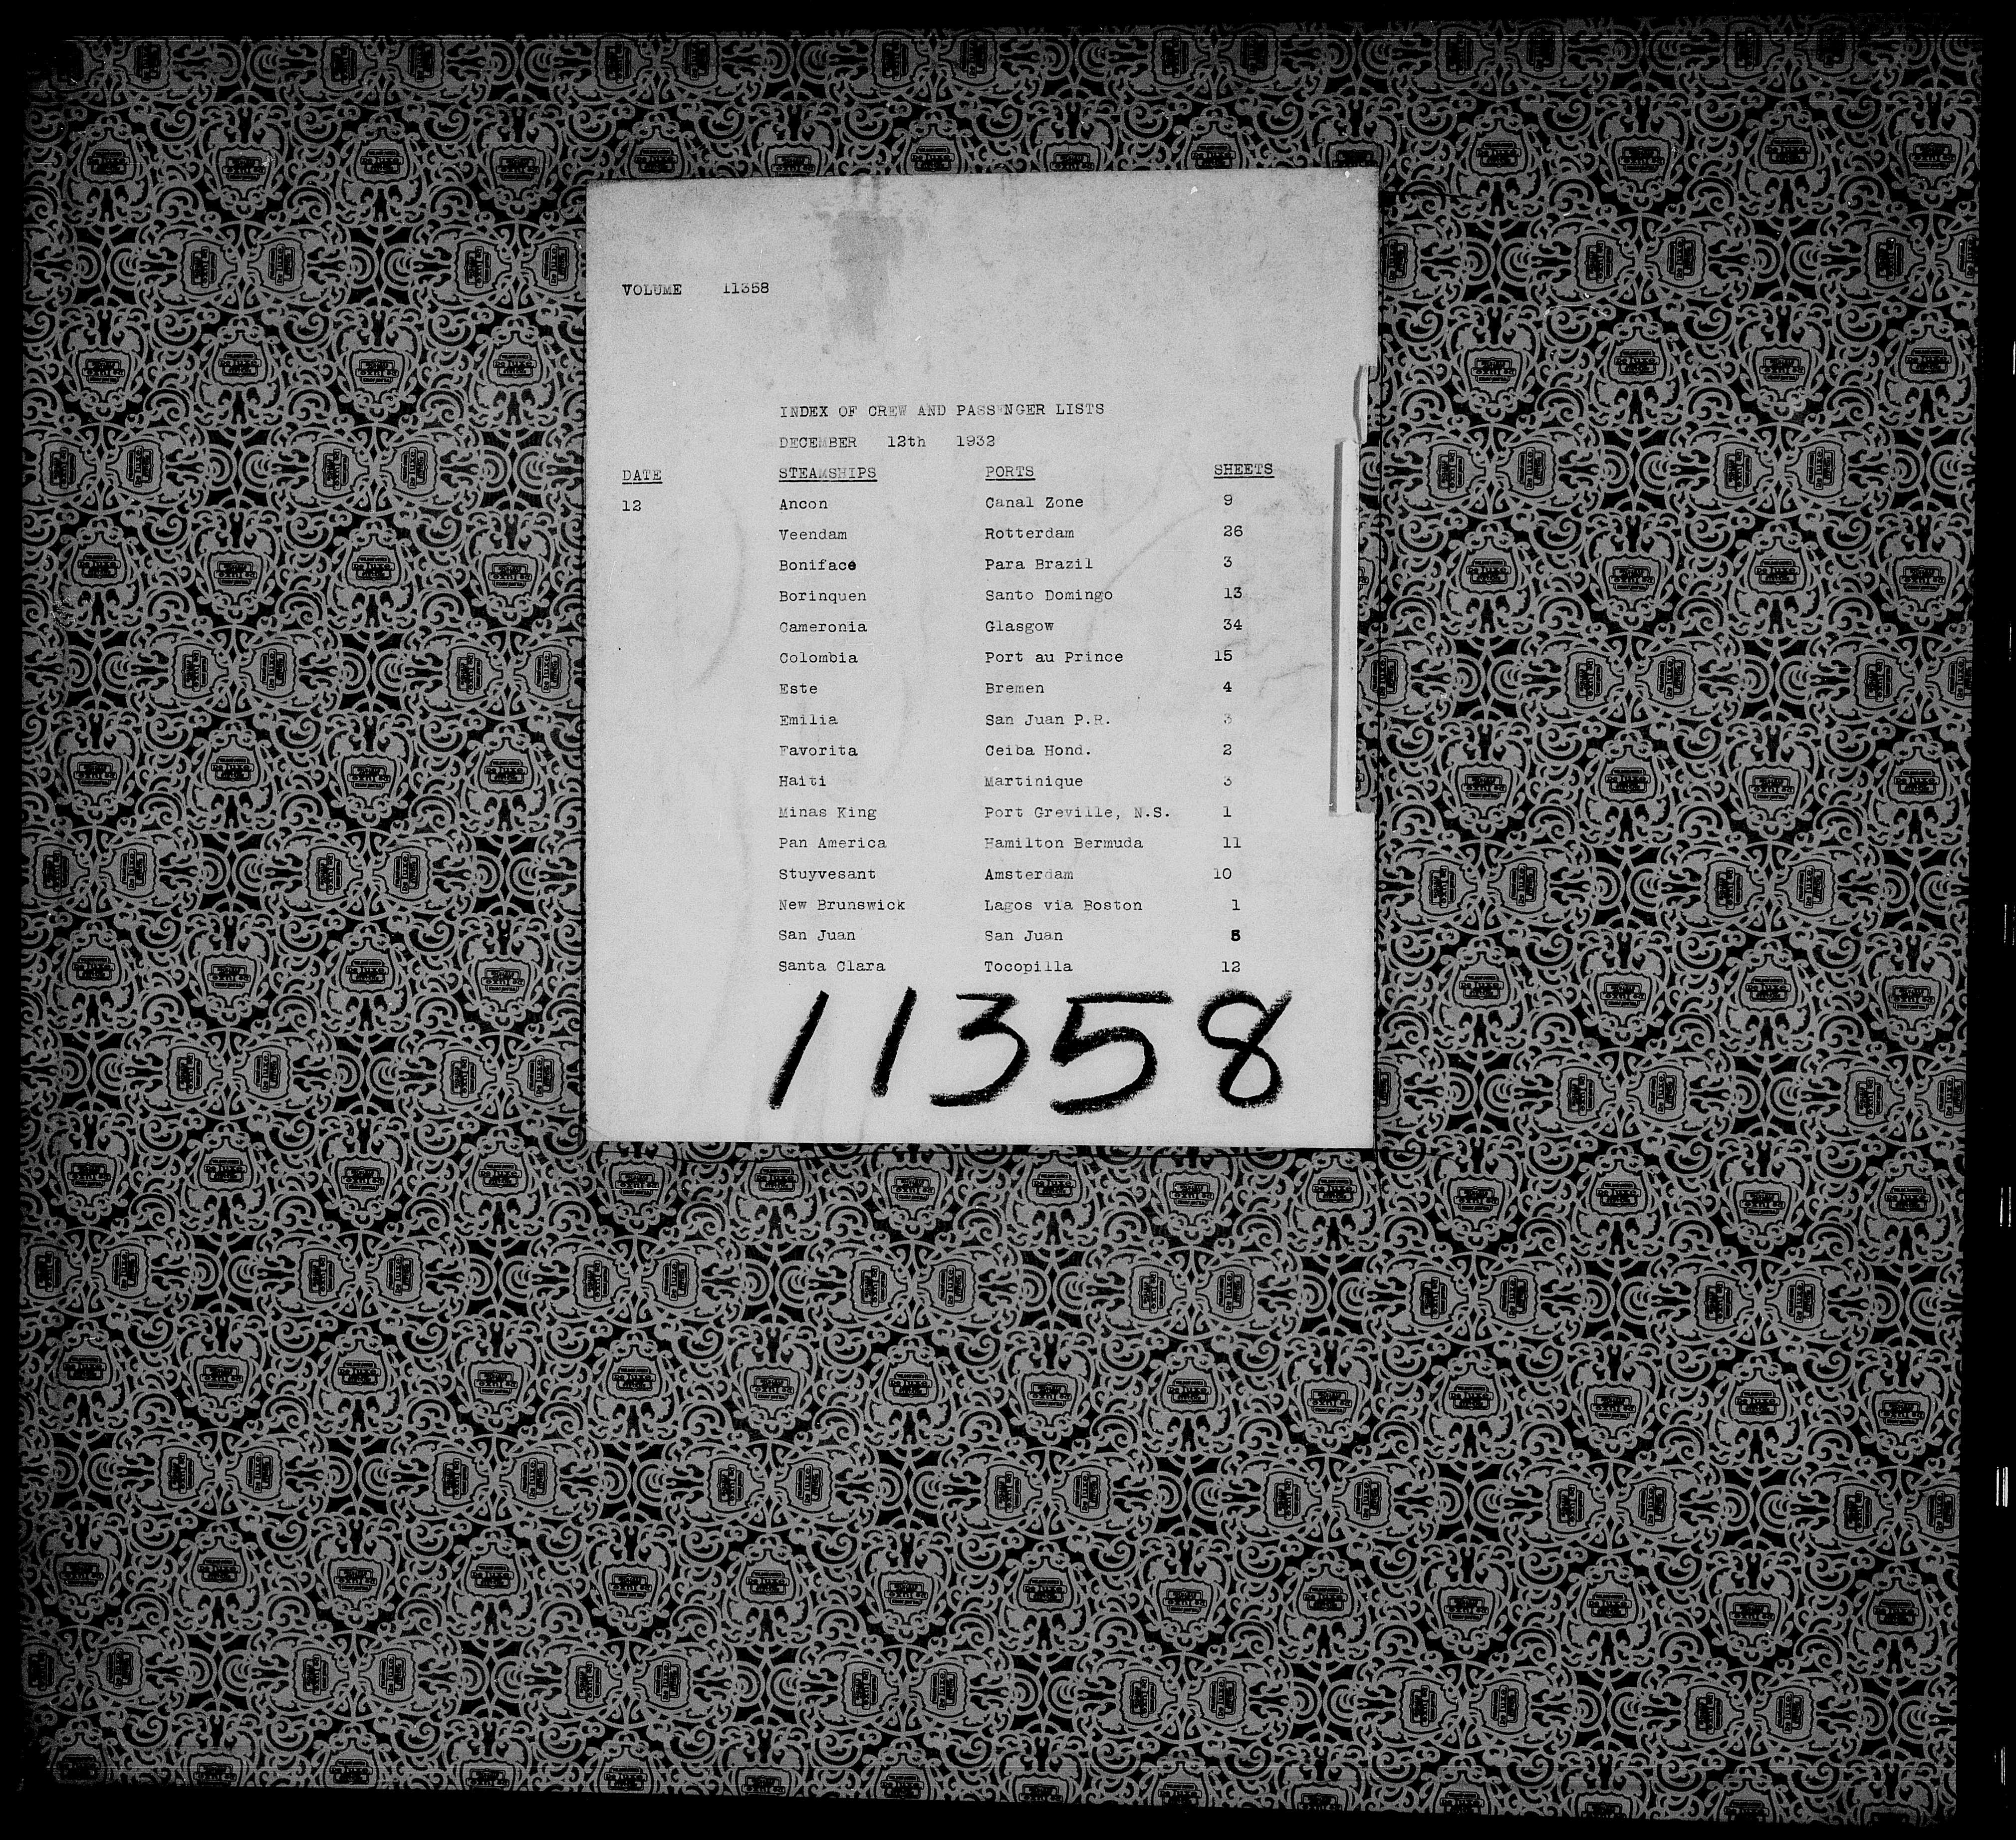 VOLUME 11358
INDEX OF CREW AND PASSENGER LISTS
DECEMBER 12th 1932
DATE STEAMSHIPS PORTS SHEETS
12 Ancon Canal Zone 9
Veendam Rotterdam 26
Boniface Para Brazil 3
Borinquen Santo Domingo 13
Cameronia Glasgow 34
Colombia Port au Prince 15
Este Bremen 4
Emilia San Juan P.R. 3
Favorita Ceiba Hond. 2
Haiti Martinique 3
Minas King Port Greville, N.S. 1
Pan America Hamilton Bermuda 11
Stuyvesant Amsterdam 10
New Brunswick Lagos via Boston 1
San Juan San Juan
Santa Clara Tocopilla 12
11358
De luxe